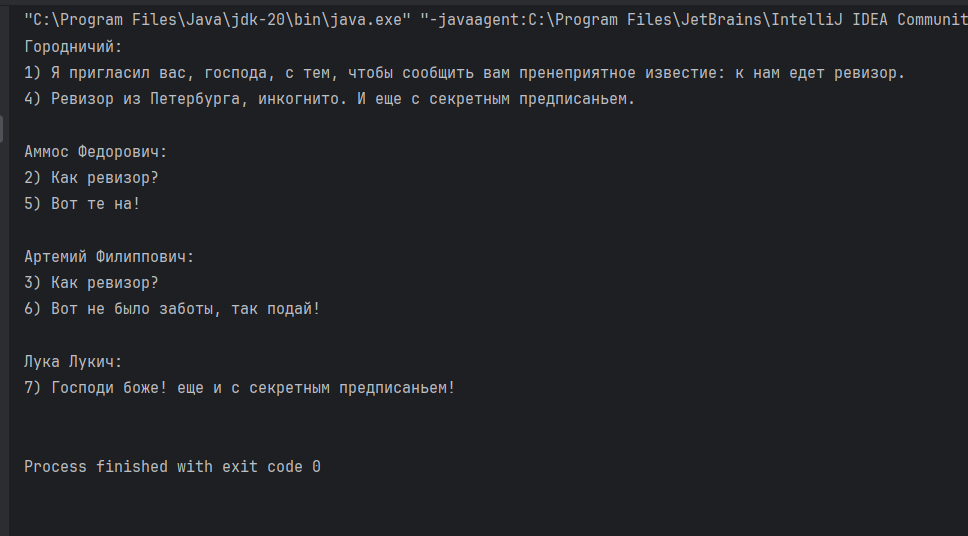 "C:\Program Files\Java\jdk-20\bin\java.exe" "-javaagent:C:\Program Files\JetBrains\IntelliJ IDEA Communit
Городничий:
1) Я пригласил вас, господа, с тем, чтобы сообщить вам пренеприятное известие: к нам едет ревизор.
4) Ревизор из Петербурга, инкогнито. И еще с секретным предписаньем.
Аммос Федорович:
2) Как ревизор?
5) Вот те на!
Артемий Филиппович:
3) Как ревизор?
6) Вот не было заботы, так подай!
Лука Лукич:
7) Господи боже! еще и с секретным предписаньем!
Process finished with exit code 0